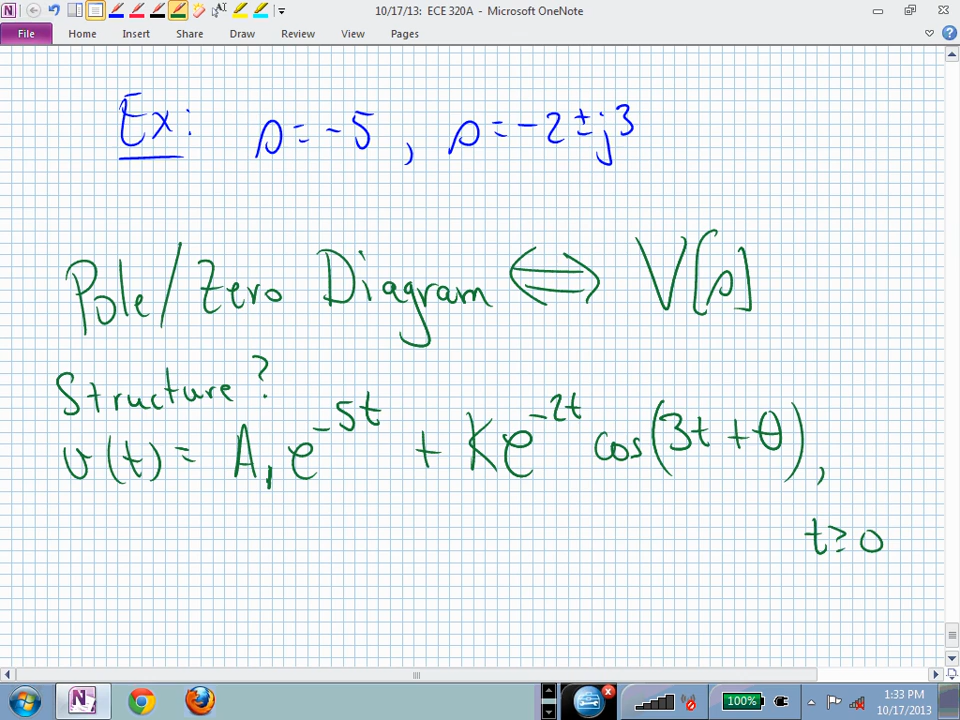 10/17/13: ECE 320A - Microsoft OneNote
File Home Insert Share Draw Review View Pages
Ex: s = -5 , s = -2 ± j3
Pole/Zero Diagram ⟺ V[s]
Structure?
v(t) = A₁e^{-5t} + Ke^{-2t} cos(3t + θ),
t ≥ 0
100%
1:33 PM
10/17/2013